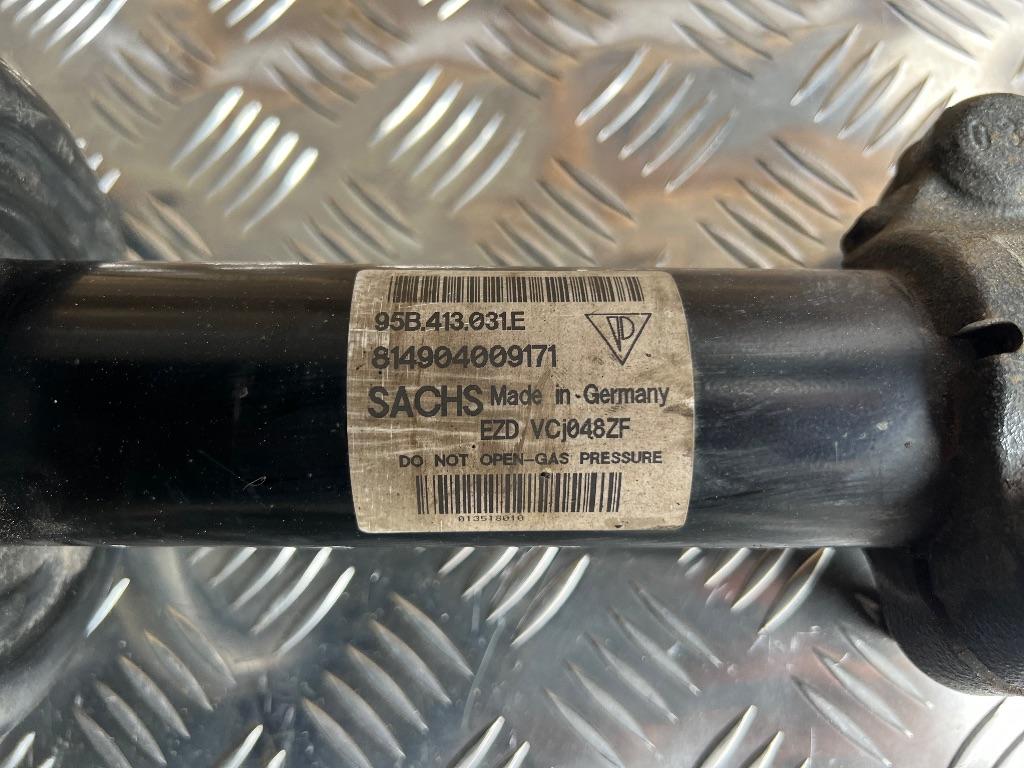 95B.413.031.E
814904009171
SACHS Made in Germany
EZD VCj048ZF
DO NOT OPEN-GAS PRESSURE
013518010